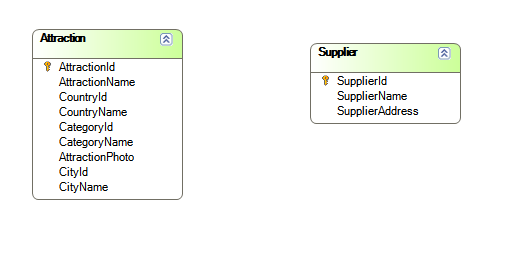 Attraction
AttractionId
AttractionName
CountryId
CountryName
CategoryId
CategoryName
AttractionPhoto
CityId
CityName
Supplier
SupplierId
SupplierName
SupplierAddress